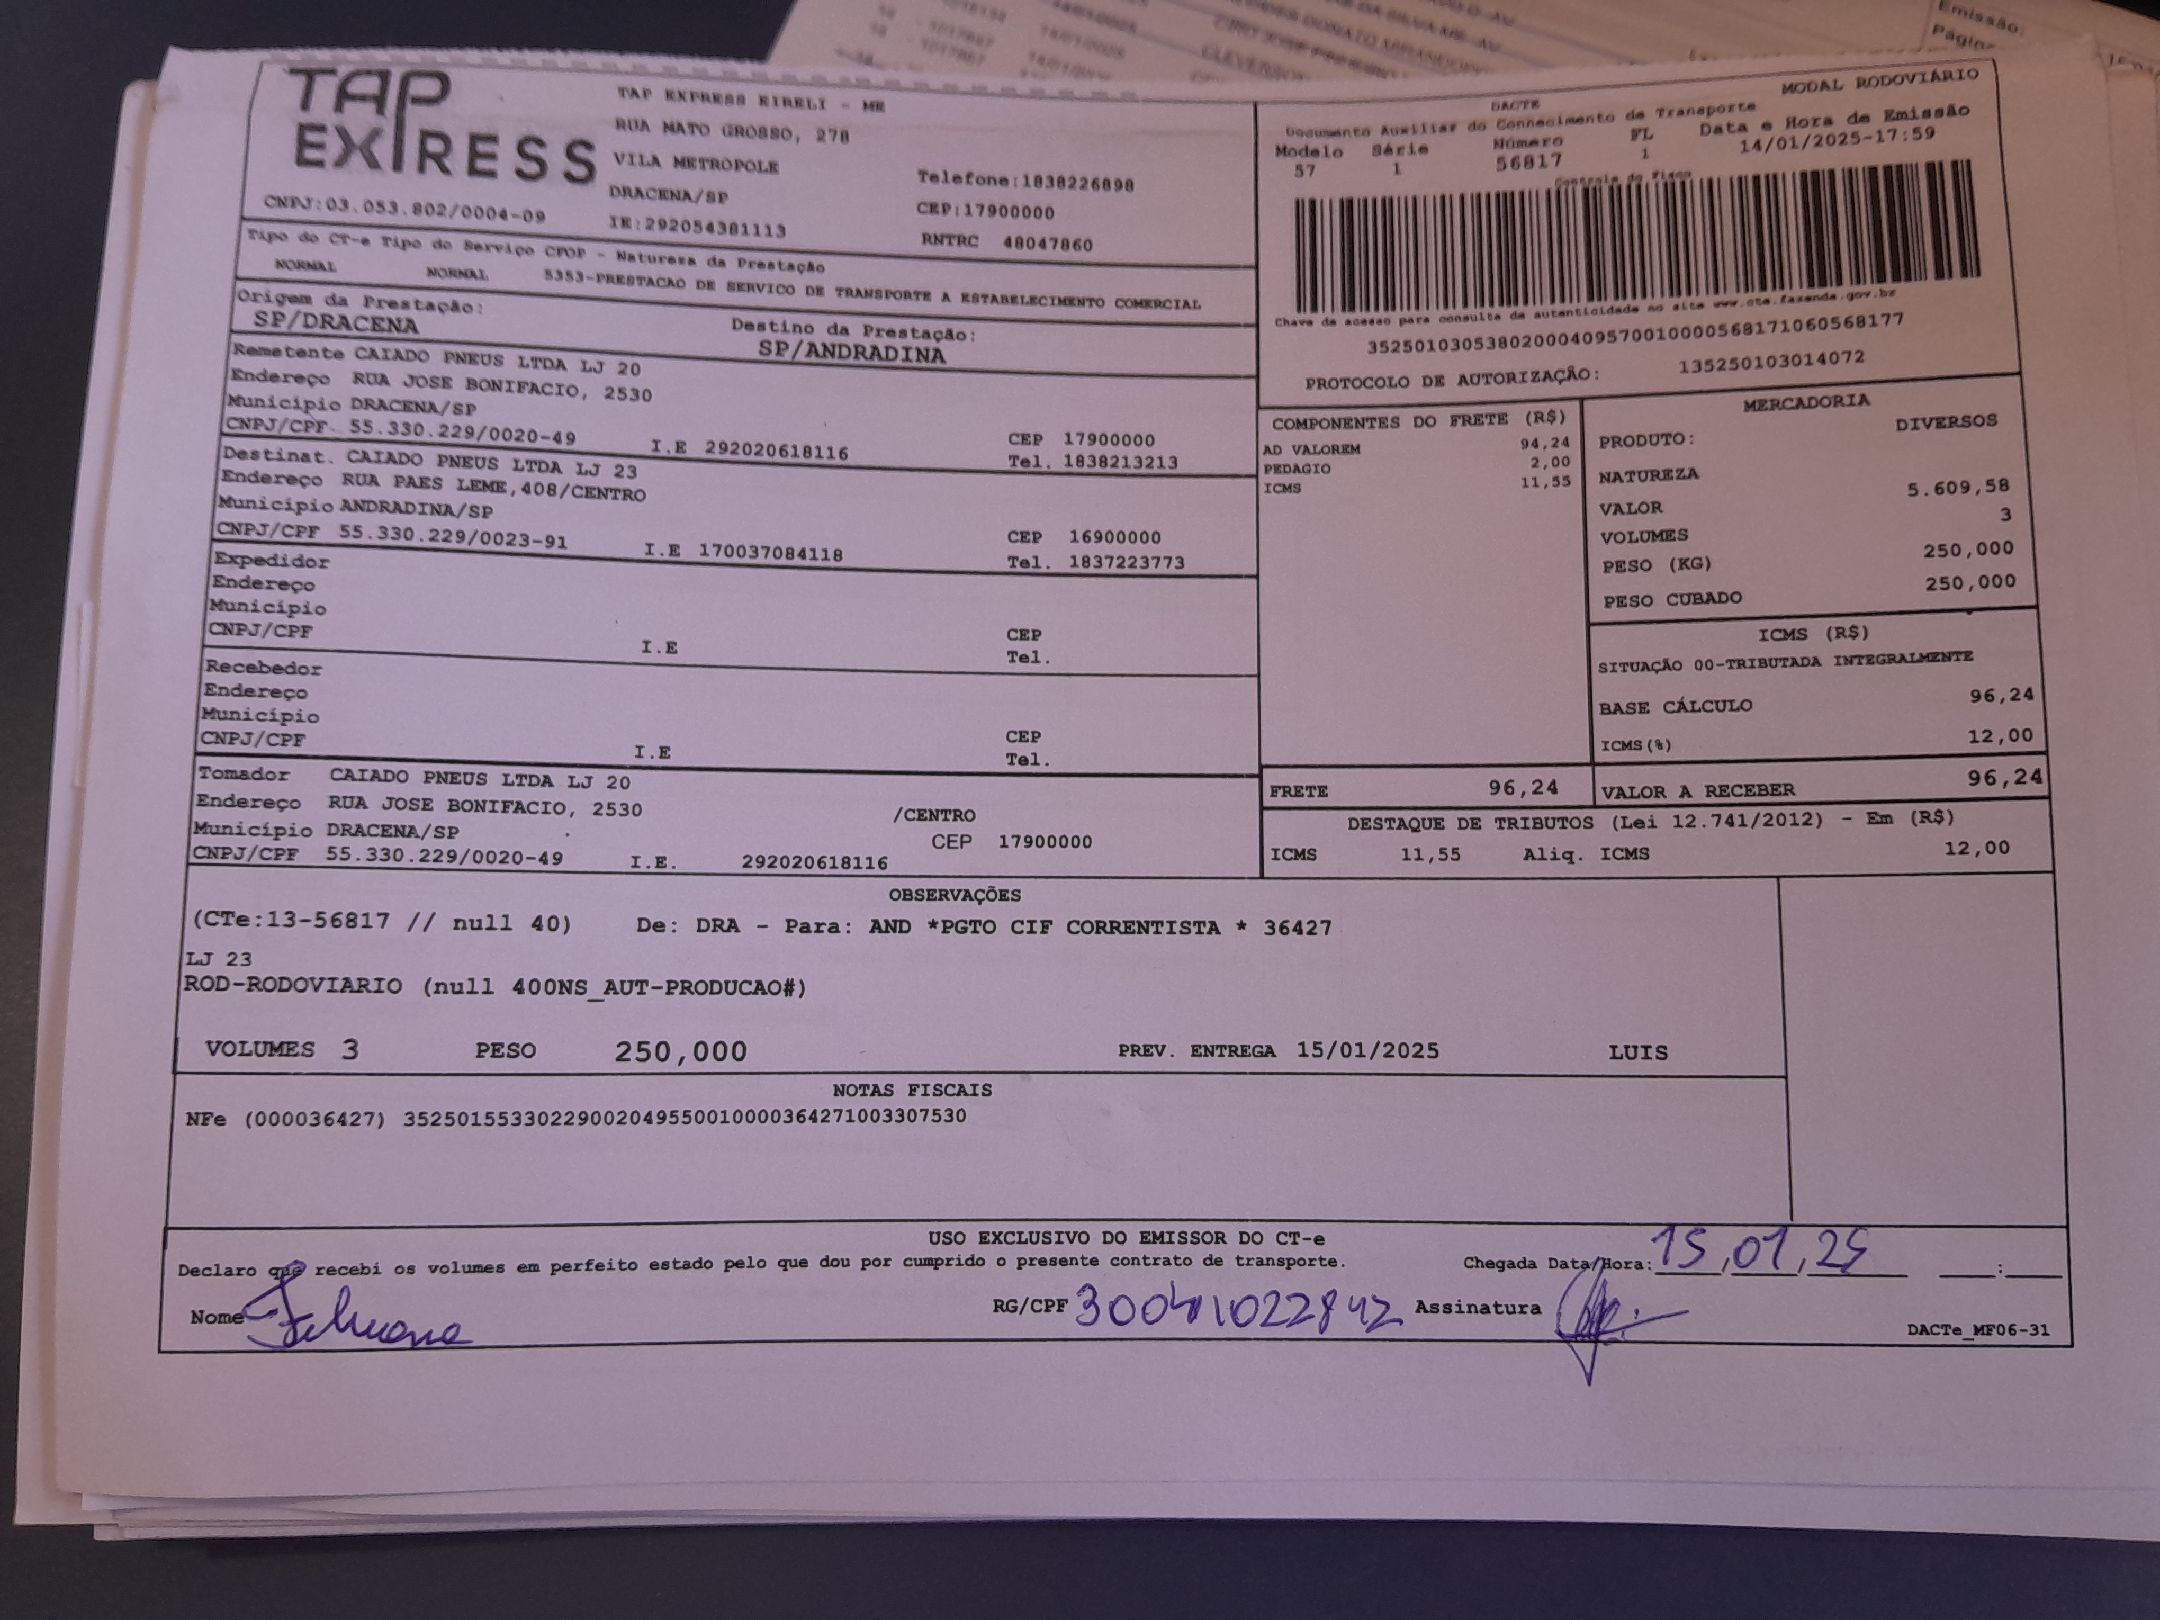 TAP
EXPRESS
TAP EXPRESS EIRELI - ME
RUA MATO GROSSO, 278
VILA METROPOLE
DRACENA/SP
IE:292054381113
Telefone:1838226898
CEP:17900000
RNTRC 48047860
CNPJ:03.053.802/0004-09
MODAL RODOVIÁRIO
DACTE
Documento Auxiliar do Conhecimento de Transporte
Modelo Série Número FL Data e Hora de Emissão
57 1 56817 1 14/01/2025-17:59
Controle do Fisco
Chave de acesso para consulta da autenticidade no site www.cte.fazenda.gov.br
35250103053802000409570010000568171060568177
PROTOCOLO DE AUTORIZAÇÃO: 135250103014072
Tipo do CT-e Tipo do Serviço CFOP - Natureza da Prestação
NORMAL NORMAL 5353-PRESTACAO DE SERVICO DE TRANSPORTE A ESTABELECIMENTO COMERCIAL
Origem da Prestação: Destino da Prestação:
SP/DRACENA SP/ANDRADINA
Remetente CAIADO PNEUS LTDA LJ 20
Endereço RUA JOSE BONIFACIO, 2530
Município DRACENA/SP CEP 17900000
CNPJ/CPF 55.330.229/0020-49 I.E 292020618116 Tel. 1838213213
Destinat. CAIADO PNEUS LTDA LJ 23
Endereço RUA PAES LEME,408/CENTRO
Município ANDRADINA/SP CEP 16900000
CNPJ/CPF 55.330.229/0023-91 I.E 170037084118 Tel. 1837223773
Expedidor
Endereço
Município CEP
CNPJ/CPF I.E Tel.
Recebedor
Endereço
Município CEP
CNPJ/CPF I.E Tel.
Tomador CAIADO PNEUS LTDA LJ 20
Endereço RUA JOSE BONIFACIO, 2530 /CENTRO
Município DRACENA/SP CEP 17900000
CNPJ/CPF 55.330.229/0020-49 I.E. 292020618116
COMPONENTES DO FRETE (R$)
AD VALOREM 94,24
PEDAGIO 2,00
ICMS 11,55
FRETE 96,24
MERCADORIA
PRODUTO: DIVERSOS
NATUREZA
VALOR 5.609,58
VOLUMES 3
PESO (KG) 250,000
PESO CUBADO 250,000
ICMS (R$)
SITUAÇÃO 00-TRIBUTADA INTEGRALMENTE
BASE CÁLCULO 96,24
ICMS(%) 12,00
VALOR A RECEBER 96,24
DESTAQUE DE TRIBUTOS (Lei 12.741/2012) - Em (R$)
ICMS 11,55 Aliq. ICMS 12,00
OBSERVAÇÕES
(CTe:13-56817 // null 40) De: DRA - Para: AND *PGTO CIF CORRENTISTA * 36427
LJ 23
ROD-RODOVIARIO (null 400NS_AUT-PRODUCAO#)
VOLUMES 3 PESO 250,000 PREV. ENTREGA 15/01/2025 LUIS
NOTAS FISCAIS
NFe (000036427) 35250155330229002049550010000364271003307530
USO EXCLUSIVO DO EMISSOR DO CT-e
Declaro que recebi os volumes em perfeito estado pelo que dou por cumprido o presente contrato de transporte. Chegada Data/Hora: 15,01,25 :
Nome RG/CPF Assinatura
DACTe_MF06-31
Emissão: